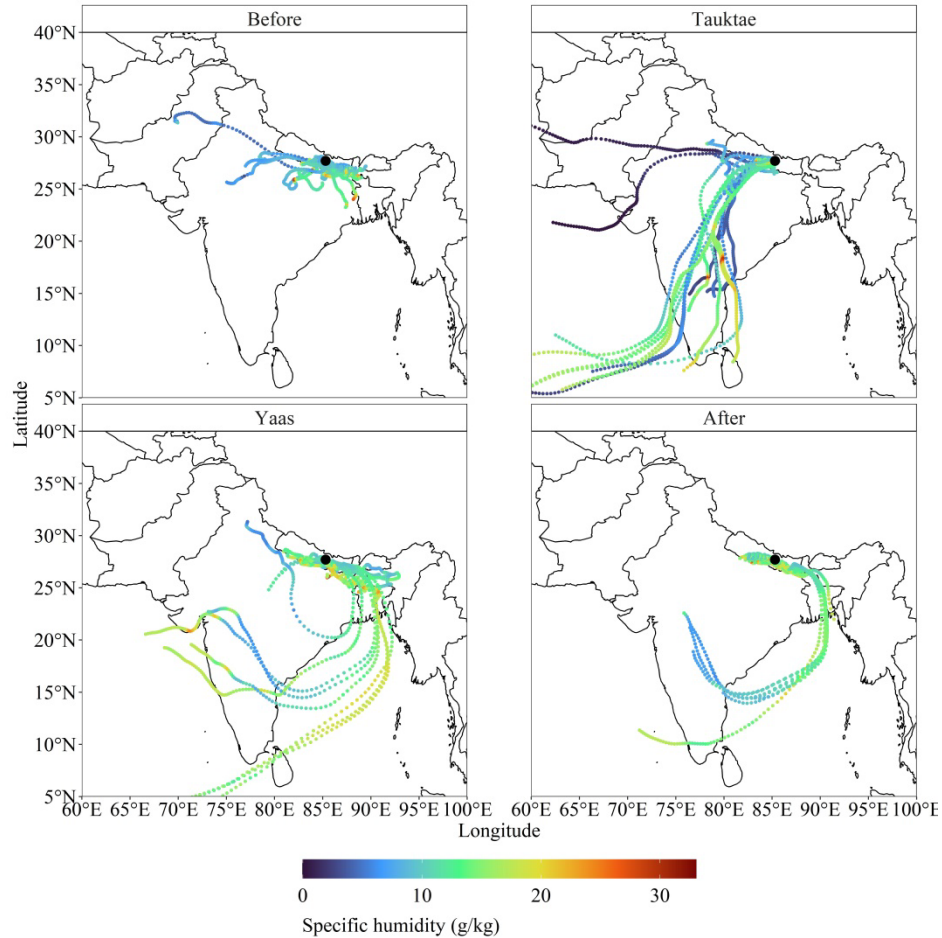 Before
Tauktae
40°N
35°N
30°N
25°N
20°N
15°N
10°N
5°N
Latitude
Yaas
After
40°N
35°N
30°N
25°N
20°N
15°N
10°N
5°N
60°E 65°E 70°E 75°E 80°E 85°E 90°E 95°E 100°E 60°E 65°E 70°E 75°E 80°E 85°E 90°E 95°E 100°E
Longitude
0 10 20 30
Specific humidity (g/kg)